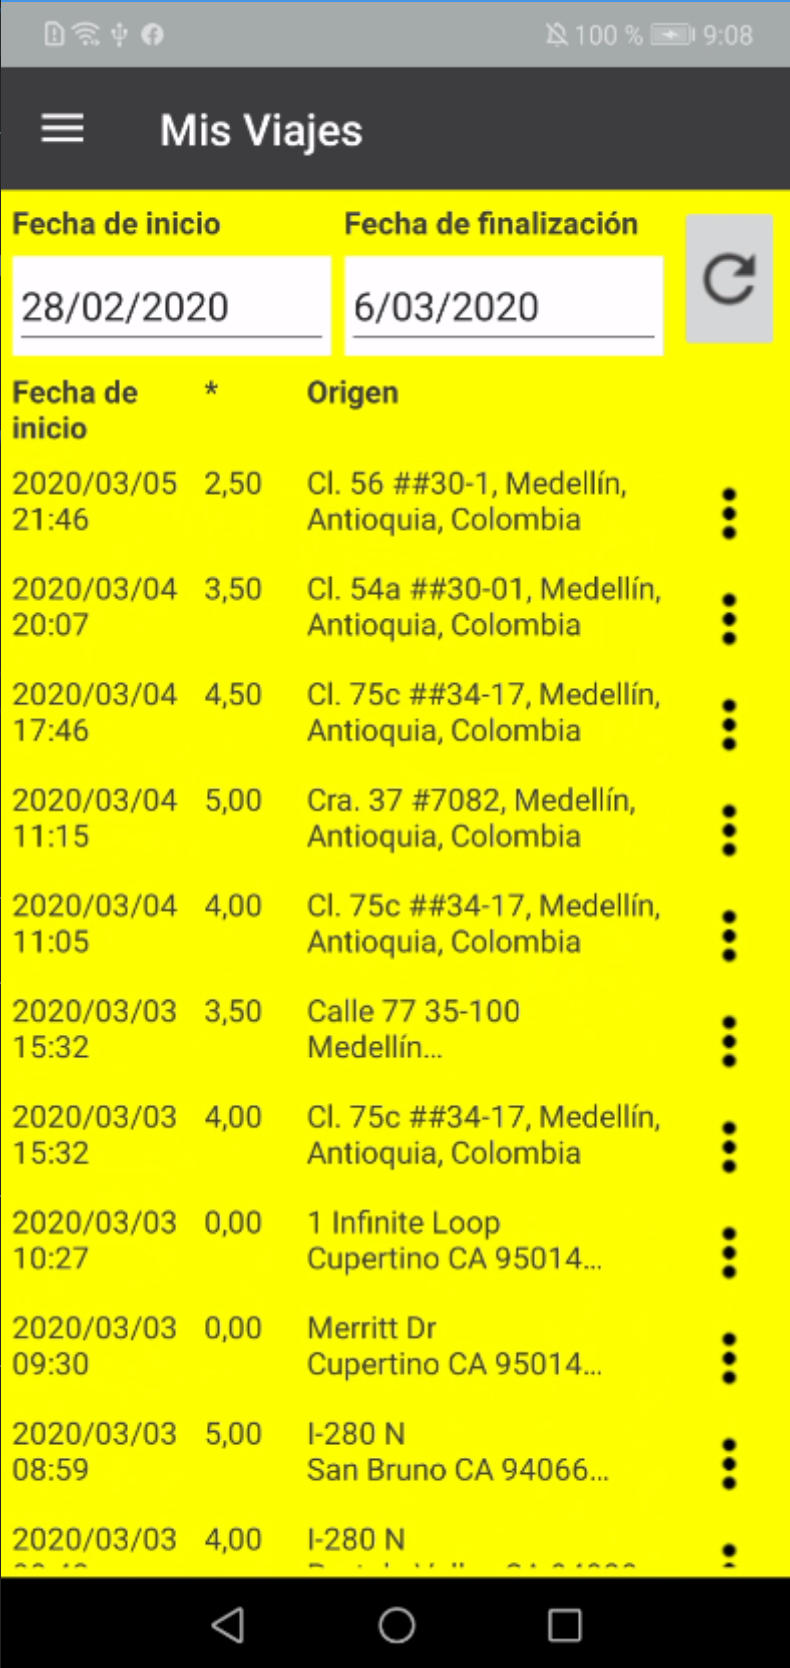 100 % 9:08
Mis Viajes
Fecha de inicio Fecha de finalización
28/02/2020 6/03/2020
Fecha de * Origen
inicio
2020/03/05 2,50 Cl. 56 ##30-1, Medellín,
21:46 Antioquia, Colombia
2020/03/04 3,50 Cl. 54a ##30-01, Medellín,
20:07 Antioquia, Colombia
2020/03/04 4,50 Cl. 75c ##34-17, Medellín,
17:46 Antioquia, Colombia
2020/03/04 5,00 Cra. 37 #7082, Medellín,
11:15 Antioquia, Colombia
2020/03/04 4,00 Cl. 75c ##34-17, Medellín,
11:05 Antioquia, Colombia
2020/03/03 3,50 Calle 77 35-100
15:32 Medellín...
2020/03/03 4,00 Cl. 75c ##34-17, Medellín,
15:32 Antioquia, Colombia
2020/03/03 0,00 1 Infinite Loop
10:27 Cupertino CA 95014...
2020/03/03 0,00 Merritt Dr
09:30 Cupertino CA 95014...
2020/03/03 5,00 I-280 N
08:59 San Bruno CA 94066...
2020/03/03 4,00 I-280 N